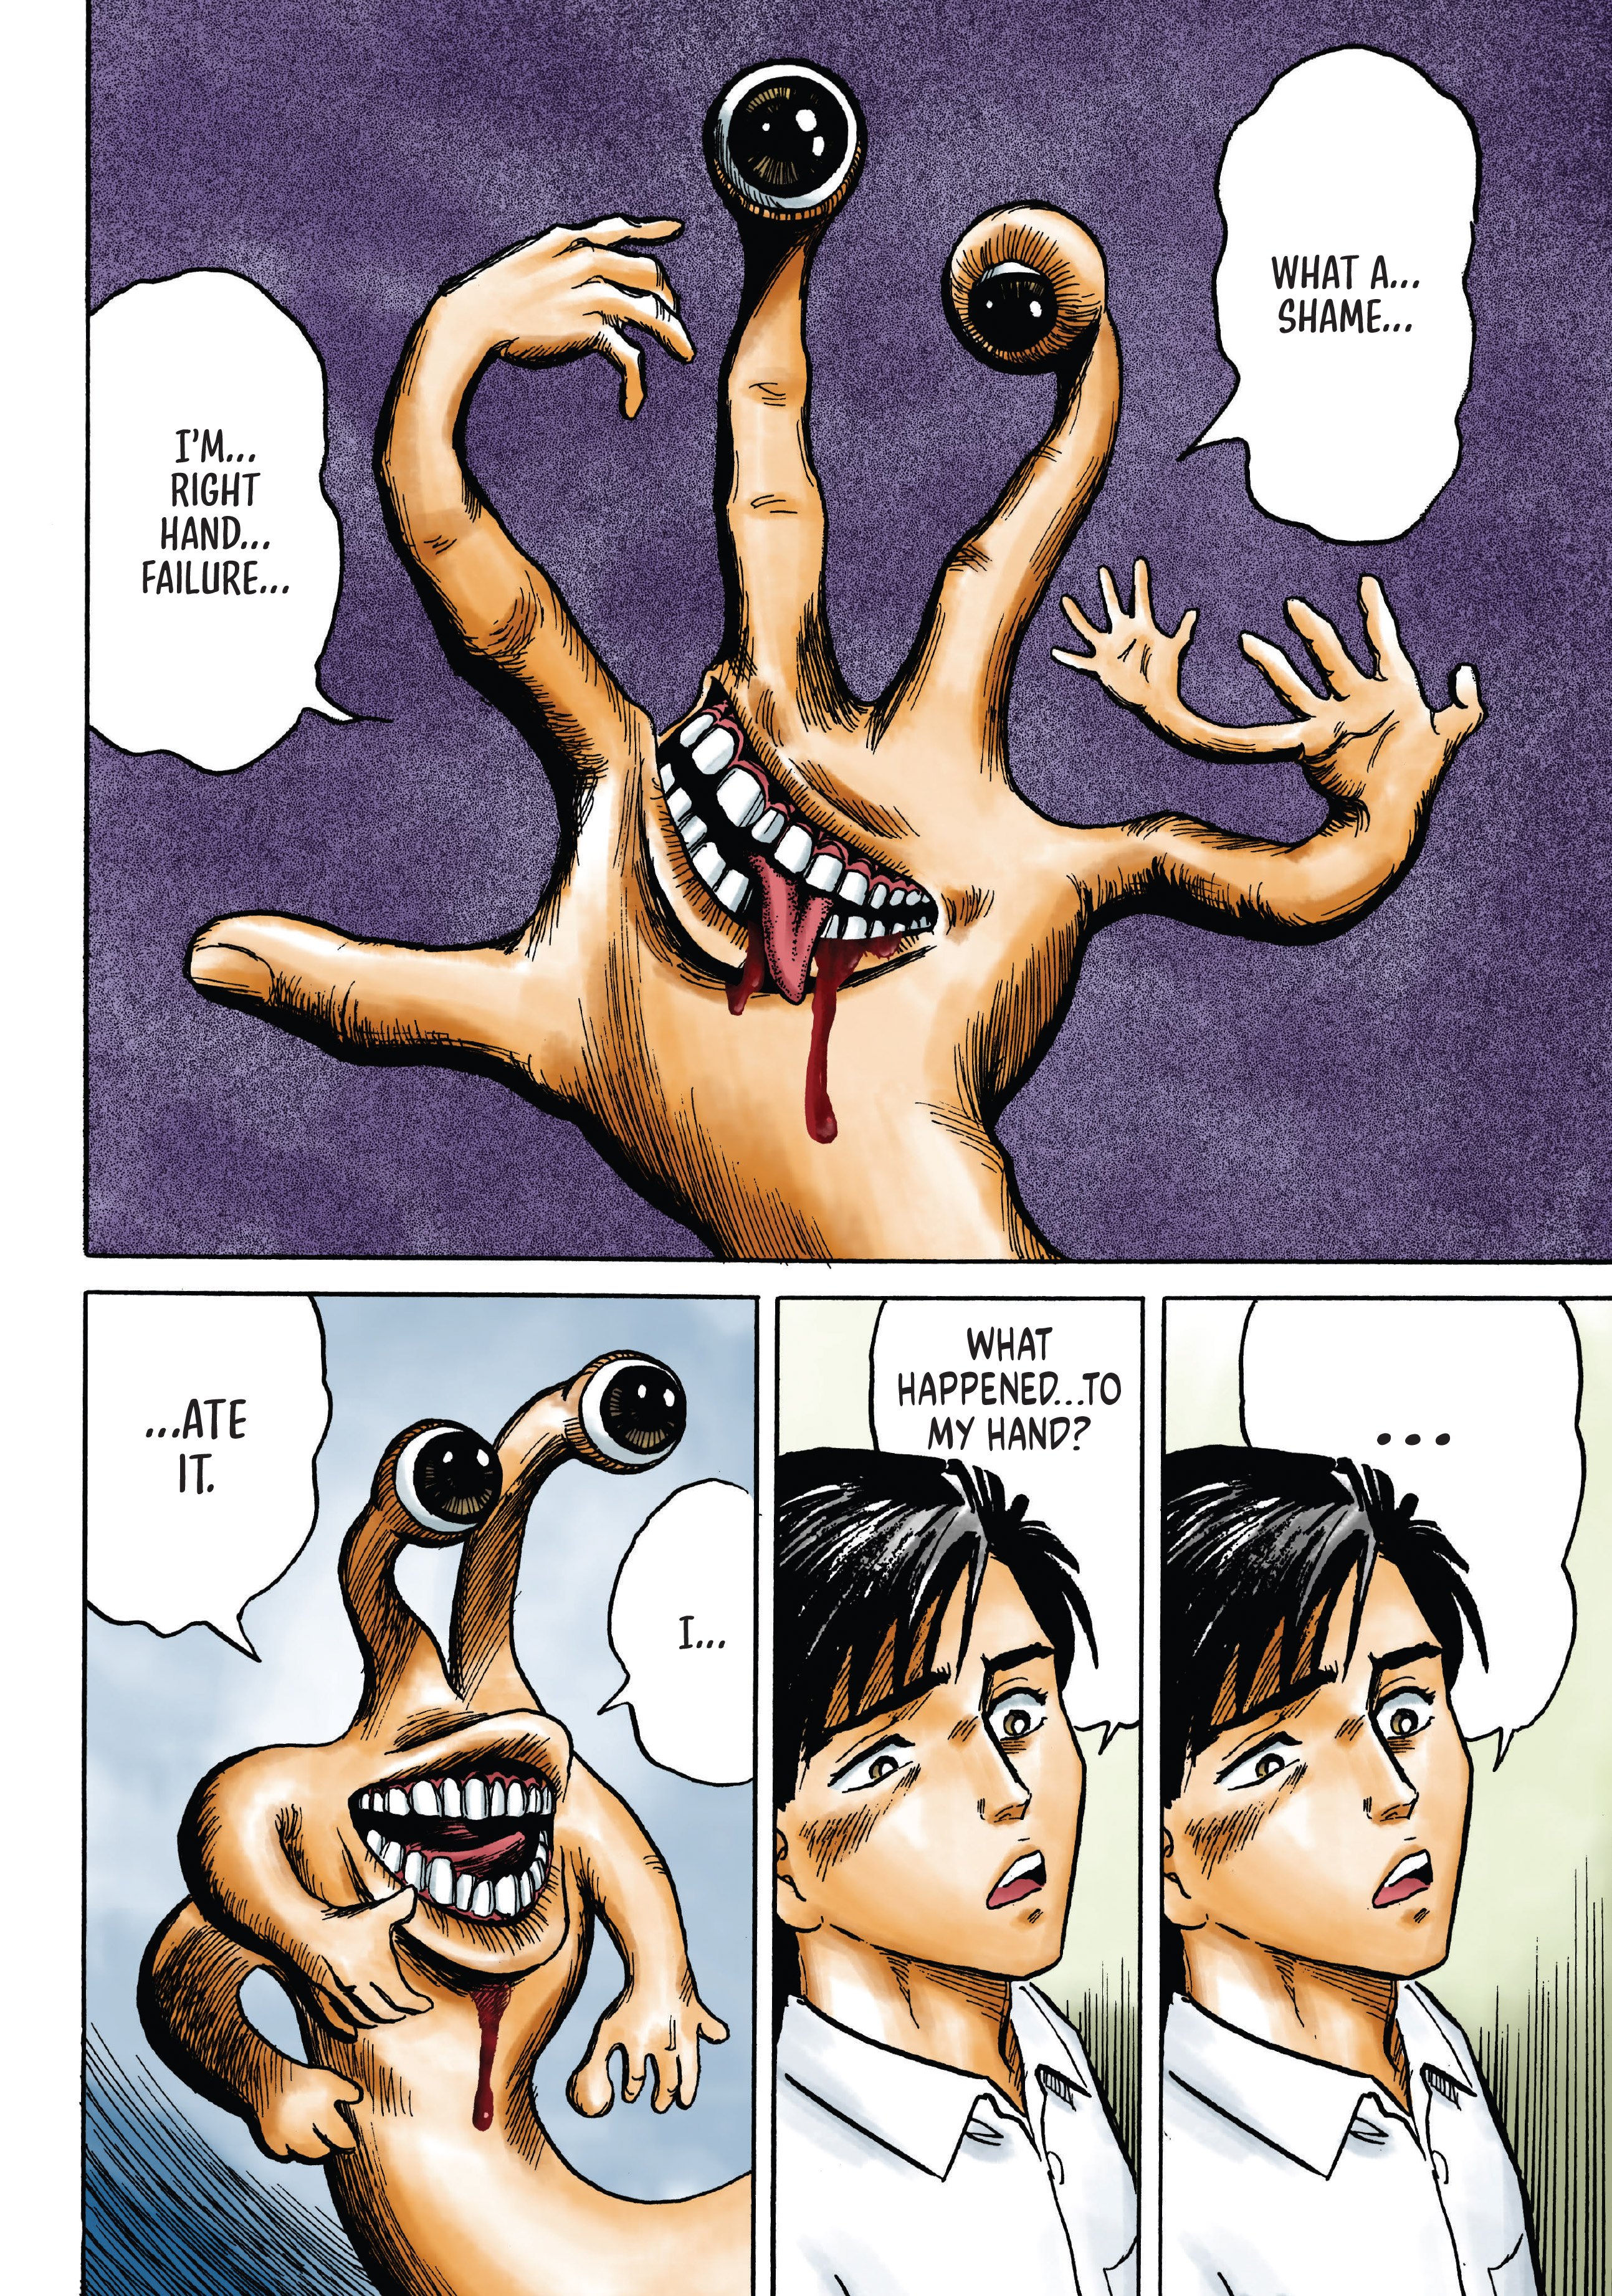 WHAT A...
SHAME...
I'M...
RIGHT
HAND...
FAILURE...
...
WHAT
HAPPENED...TO
MY HAND?
I...
...ATE
IT.